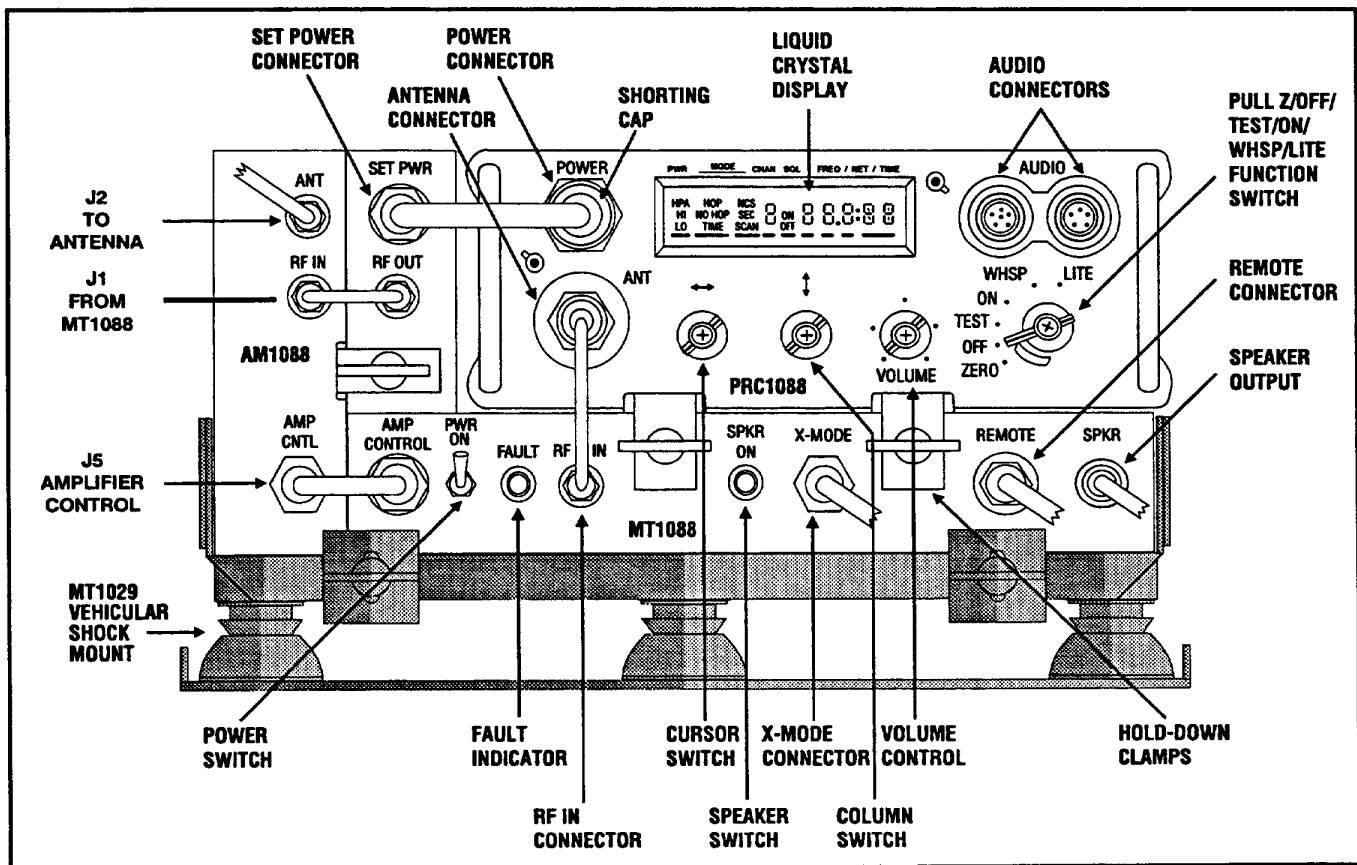 SET POWER
CONNECTOR
POWER
CONNECTOR
LIQUID
CRYSTAL
DISPLAY
AUDIO
CONNECTORS
ANTENNA
CONNECTOR
SHORTING
CAP
PULL Z/OFF/
TEST/ON/
WHSP/LITE
FUNCTION
SWITCH
J2
TO
ANTENNA
J1
FROM
MT1088
AM1088
J5
AMPLIFIER
CONTROL
MT1029
VEHICULAR
SHOCK
MOUNT
ANT
SET PWR
POWER
RF IN
RF OUT
ANT
PWR MODE CHAN SQL FREQ / NET / TIME
HPA HOP NCS
HI NO HOP SEC 8 ON 88.8:88
LO TIME SCAN OFF
AUDIO
WHSP
LITE
ON
TEST
OFF
ZERO
↔
↕
VOLUME
PRC1088
REMOTE
CONNECTOR
SPEAKER
OUTPUT
AMP
CNTL
AMP
CONTROL
PWR
ON
FAULT
RF IN
SPKR
ON
X-MODE
REMOTE
SPKR
MT1088
POWER
SWITCH
FAULT
INDICATOR
RF IN
CONNECTOR
CURSOR
SWITCH
SPEAKER
SWITCH
X-MODE
CONNECTOR
COLUMN
SWITCH
VOLUME
CONTROL
HOLD-DOWN
CLAMPS